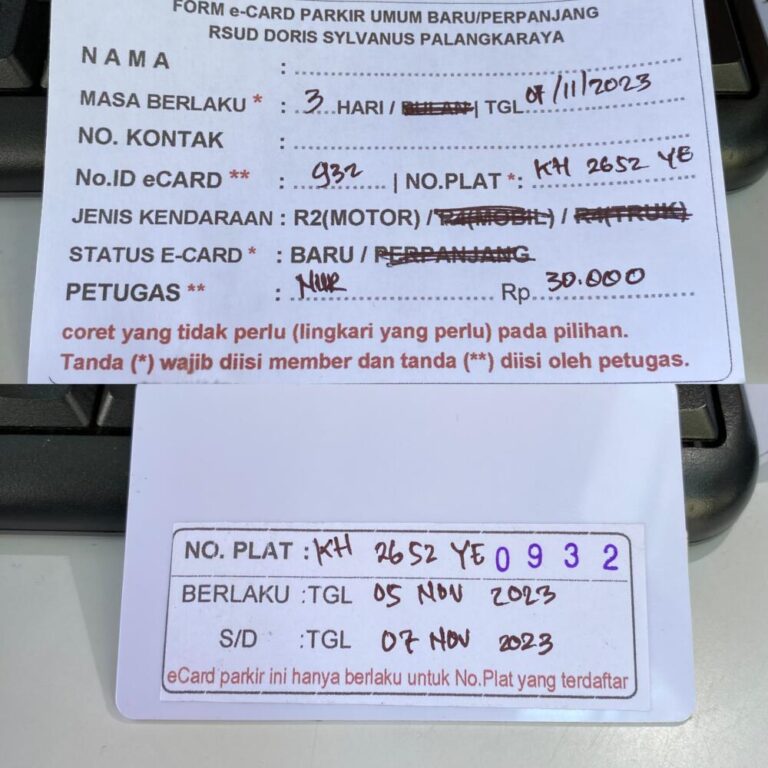 FORM e-CARD PARKIR UMUM BARU/PERPANJANG
RSUD DORIS SYLVANUS PALANGKARAYA
NAMA :
MASA BERLAKU * : 3 HARI / BULAN | TGL 07/11/2023
NO. KONTAK :
No.ID eCARD ** : 932 | NO.PLAT *: KH 2652 YE
JENIS KENDARAAN : R2(MOTOR) / R4(MOBIL) / R4(TRUK)
STATUS E-CARD * : BARU / PERPANJANG
PETUGAS ** : NUR Rp. 30.000
coret yang tidak perlu (lingkari yang perlu) pada pilihan.
Tanda (*) wajib diisi member dan tanda (**) diisi oleh petugas.
NO. PLAT : KH 2652 YE 0932
BERLAKU :TGL 05 NOV 2023
S/D :TGL 07 NOV 2023
eCard parkir ini hanya berlaku untuk No.Plat yang terdaftar